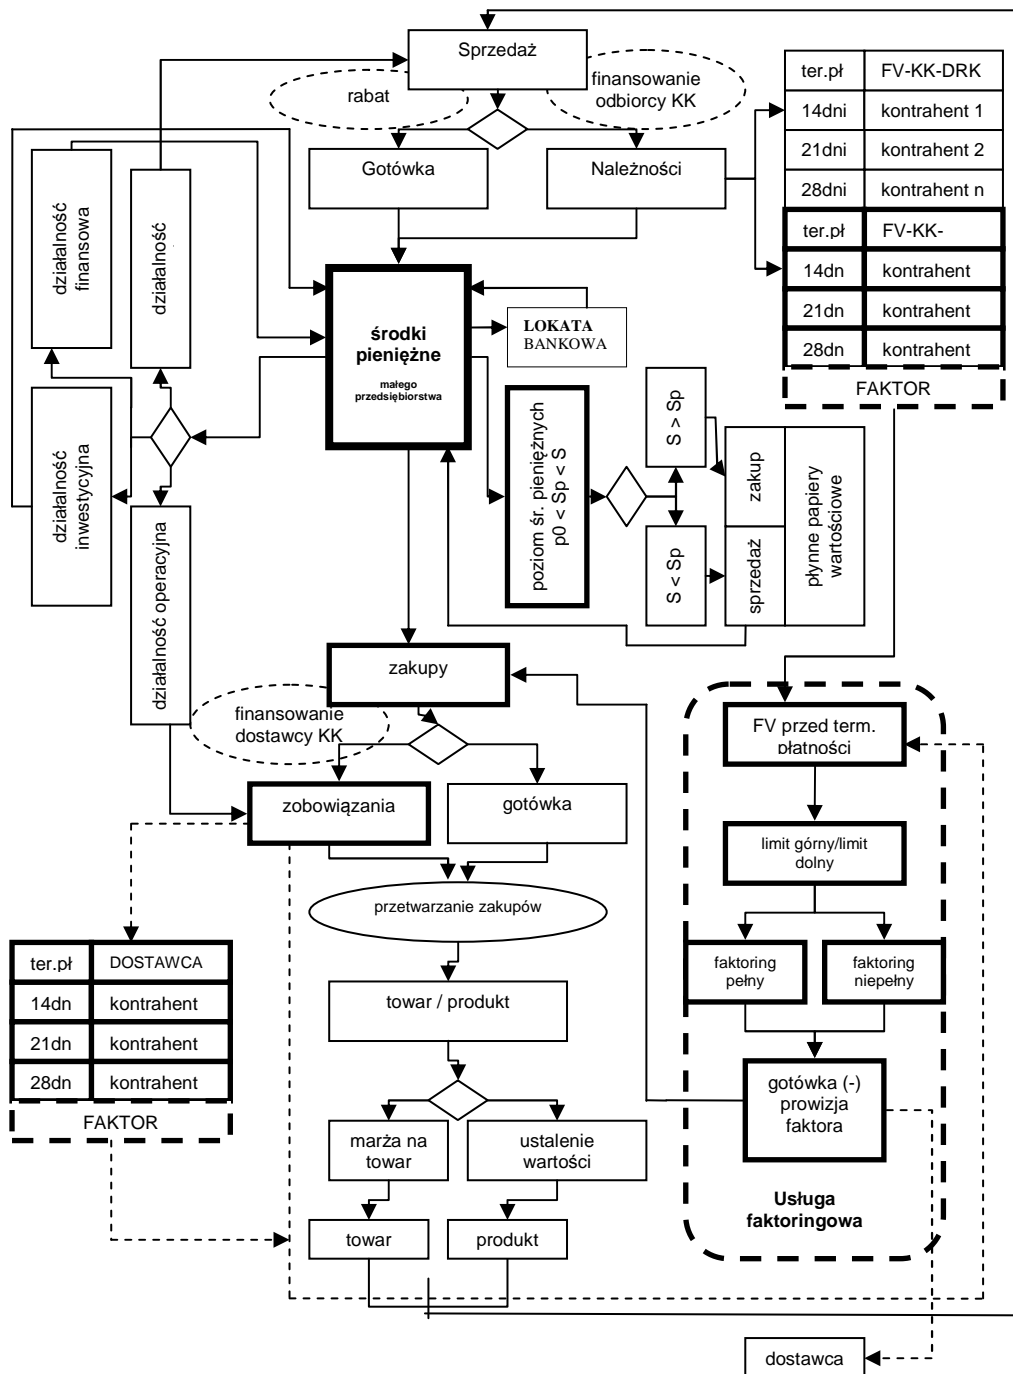 Sprzedaż
rabat
finansowanie
odbiorcy KK
ter.pł FV-KK-DRK
14dni kontrahent 1
21dni kontrahent 2
28dni kontrahent n
ter.pł FV-KK-
14dn kontrahent
21dn kontrahent
28dn kontrahent
FAKTOR
Gotówka
Należności
działalność
finansowa
działalność
środki
pieniężne
małego
przedsiębiorstwa
LOKATA
BANKOWA
działalność
inwestycyjna
działalność operacyjna
poziom śr. pieniężnych
p0 < Sp < S
S > Sp
S < Sp
zakup
sprzedaż
płynne papiery
wartościowe
zakupy
finansowanie
dostawcy KK
zobowiązania
gotówka
przetwarzanie zakupów
towar / produkt
marża na
towar
ustalenie
wartości
towar
produkt
ter.pł DOSTAWCA
14dn kontrahent
21dn kontrahent
28dn kontrahent
FAKTOR
FV przed term.
płatności
limit górny/limit
dolny
faktoring
pełny
faktoring
niepełny
gotówka (-)
prowizja
faktora
Usługa
faktoringowa
dostawca